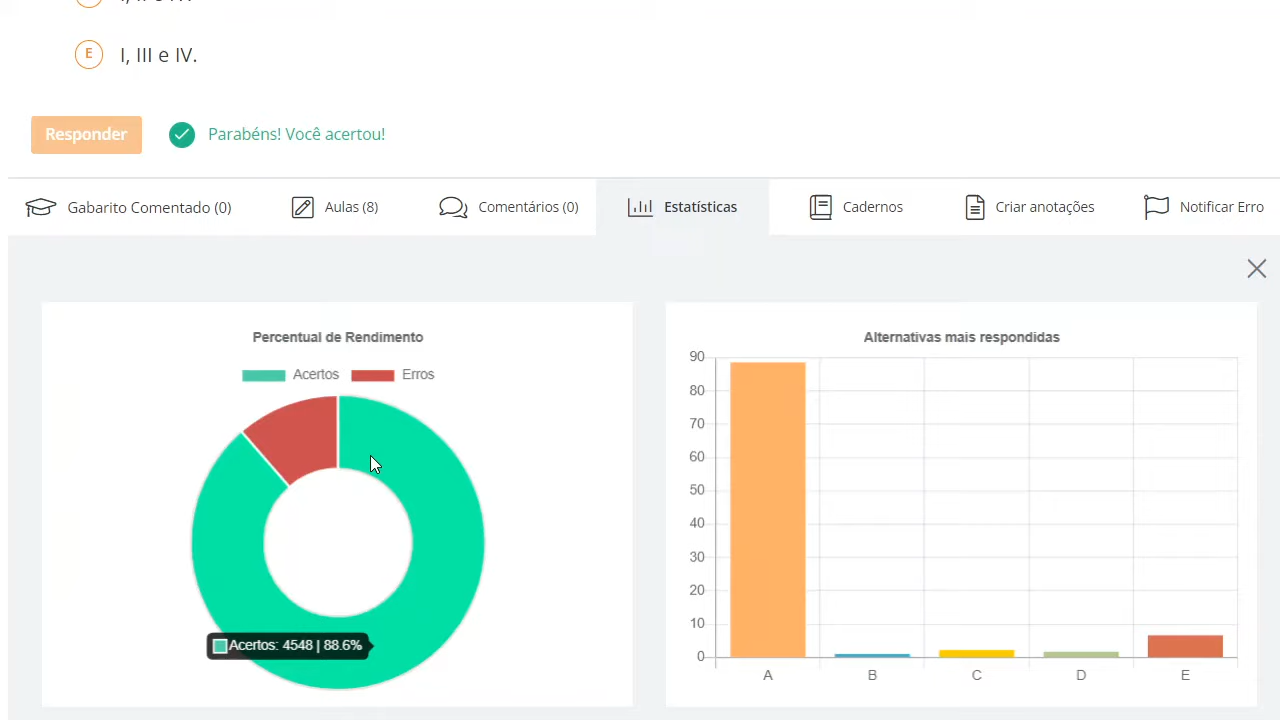 E I, III e IV.
Responder Parabéns! Você acertou!
Gabarito Comentado (0) Aulas (8) Comentários (0) Estatísticas Cadernos Criar anotações Notificar Erro
Percentual de Rendimento
Acertos Erros
Acertos: 4548 | 88.6%
Alternativas mais respondidas
90
80
70
60
50
40
30
20
10
0
A B C D E